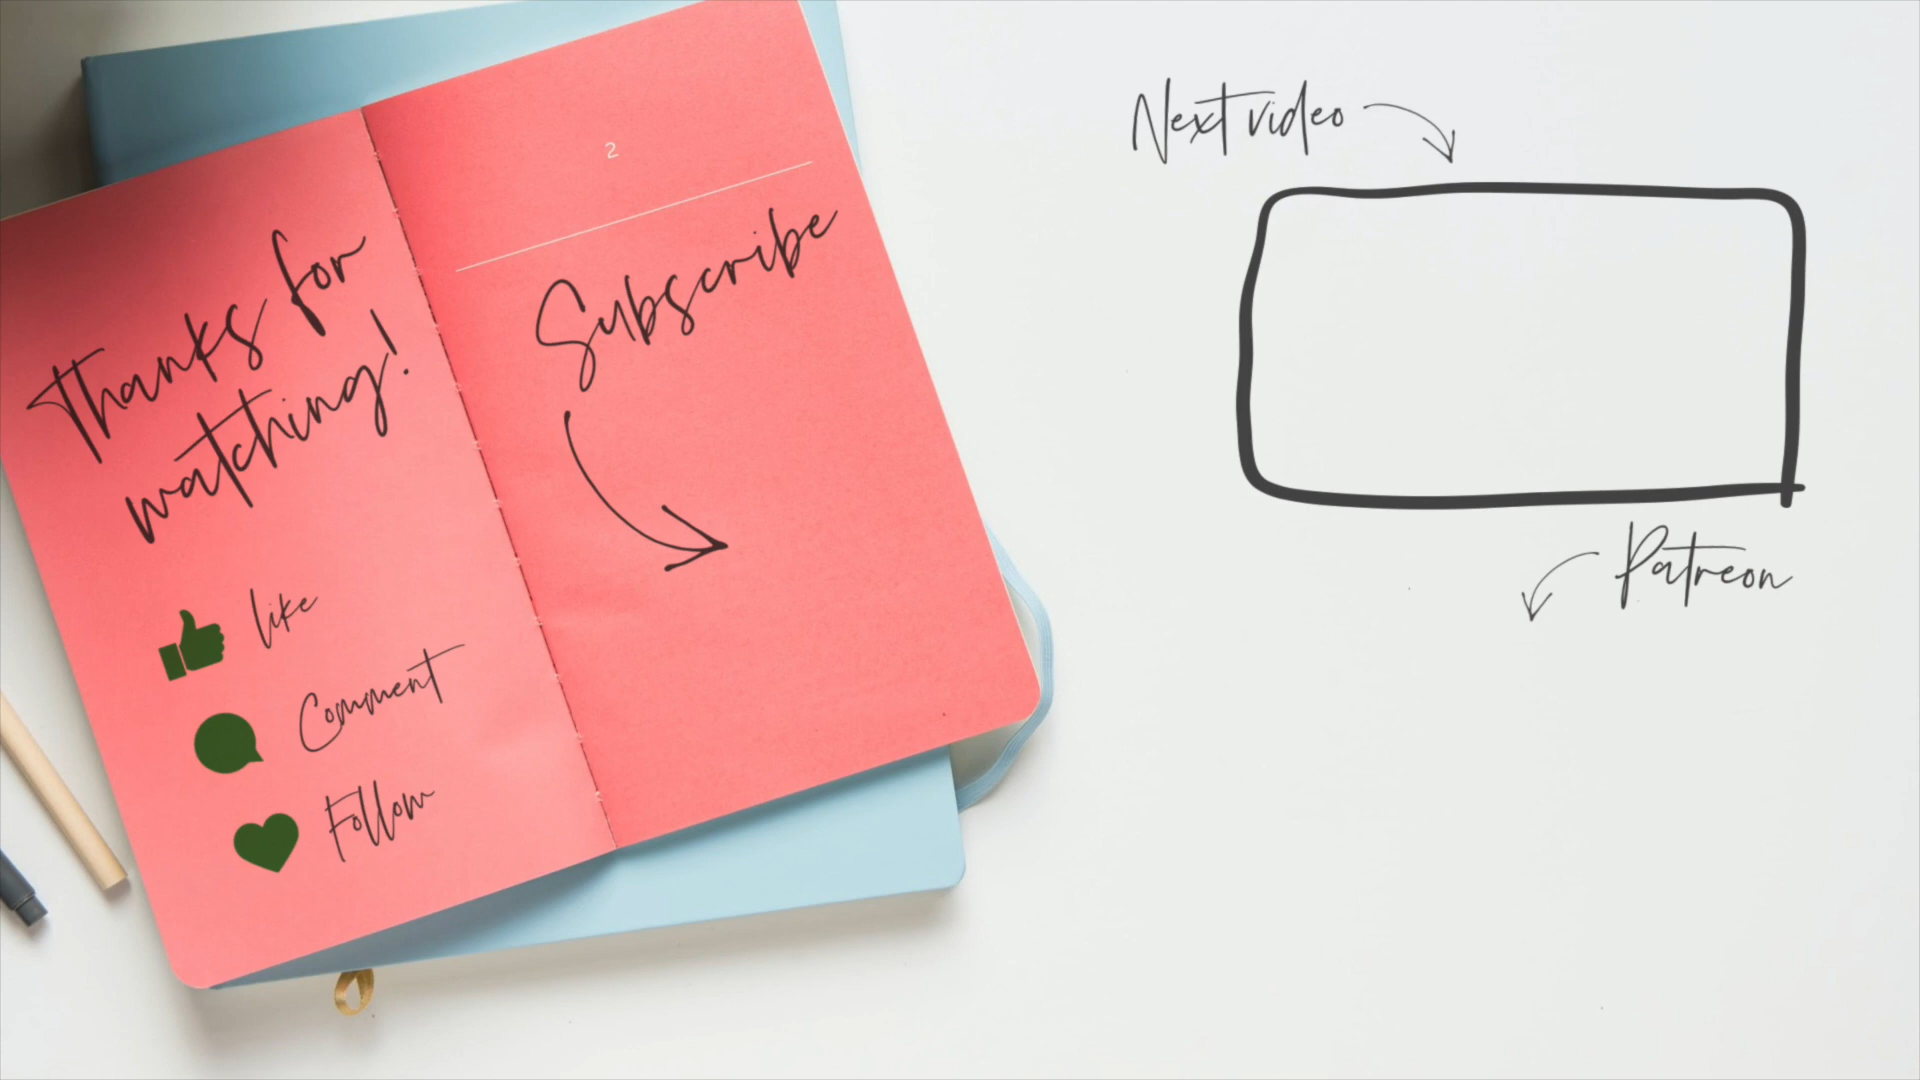 Thanks for
watching!
like
Comment
Follow
2
Subscribe
Next video
Patreon